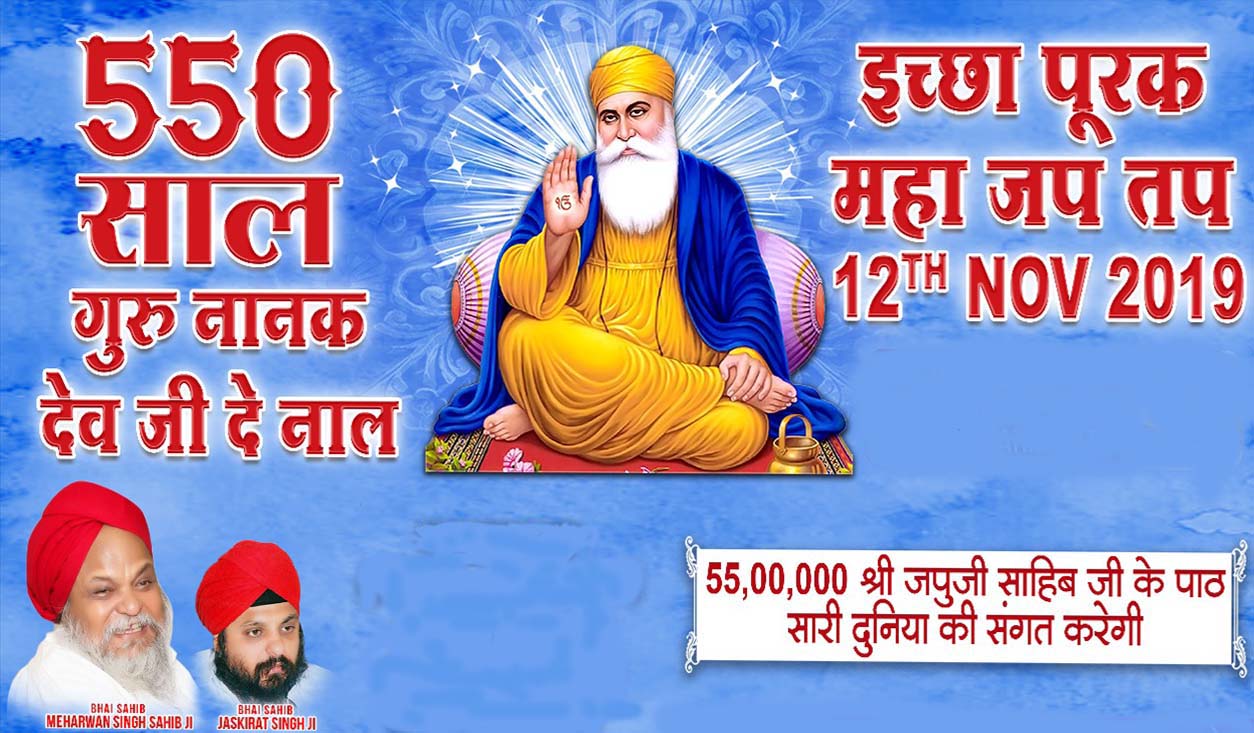 550
साल
गुरु नानक
देव जी दे नाल
इच्छा पूरक
महा जप तप
12TH NOV 2019
ੴ
55,00,000 श्री जपुजी साहिब जी के पाठ
सारी दुनिया की संगत करेगी
BHAI SAHIB
MEHARWAN SINGH SAHIB JI
BHAI SAHIB
JASKIRAT SINGH JI